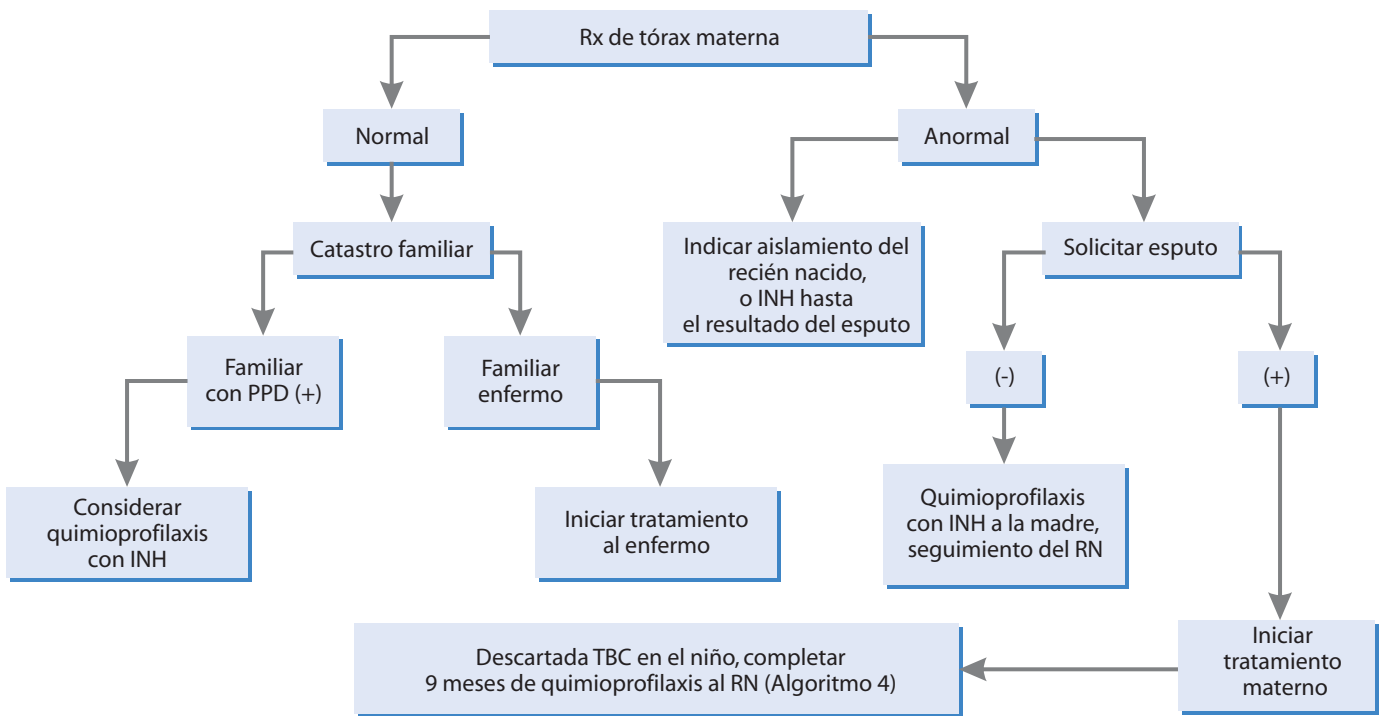 Rx de tórax materna
Normal
Anormal
Catastro familiar
Indicar aislamiento del
recién nacido,
o INH hasta
el resultado del esputo
Solicitar esputo
Familiar
con PPD (+)
Familiar
enfermo
(-)
(+)
Considerar
quimioprofilaxis
con INH
Iniciar tratamiento
al enfermo
Quimioprofilaxis
con INH a la madre,
seguimiento del RN
Descartada TBC en el niño, completar
9 meses de quimioprofilaxis al RN (Algoritmo 4)
Iniciar
tratamiento
materno